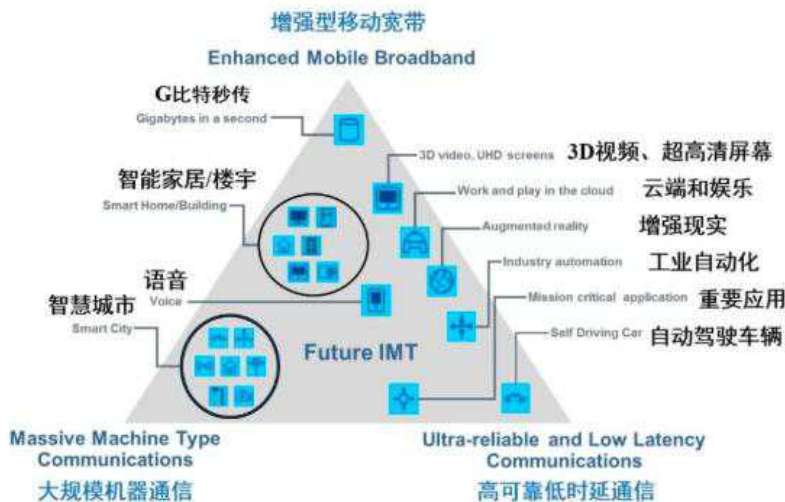 增强型移动宽带
Enhanced Mobile Broadband
G比特秒传
Gigabytes in a second
3D video, UHD screens
3D视频、超高清屏幕
智能家居/楼宇
Smart Home/Building
Work and play in the cloud
云端和娱乐
Augmented reality
增强现实
Industry automation
工业自动化
语音
Voice
Mission critical application
重要应用
智慧城市
Smart City
Self Driving Car
自动驾驶车辆
Future IMT
Massive Machine Type
Communications
大规模机器通信
Ultra-reliable and Low Latency
Communications
高可靠低时延通信